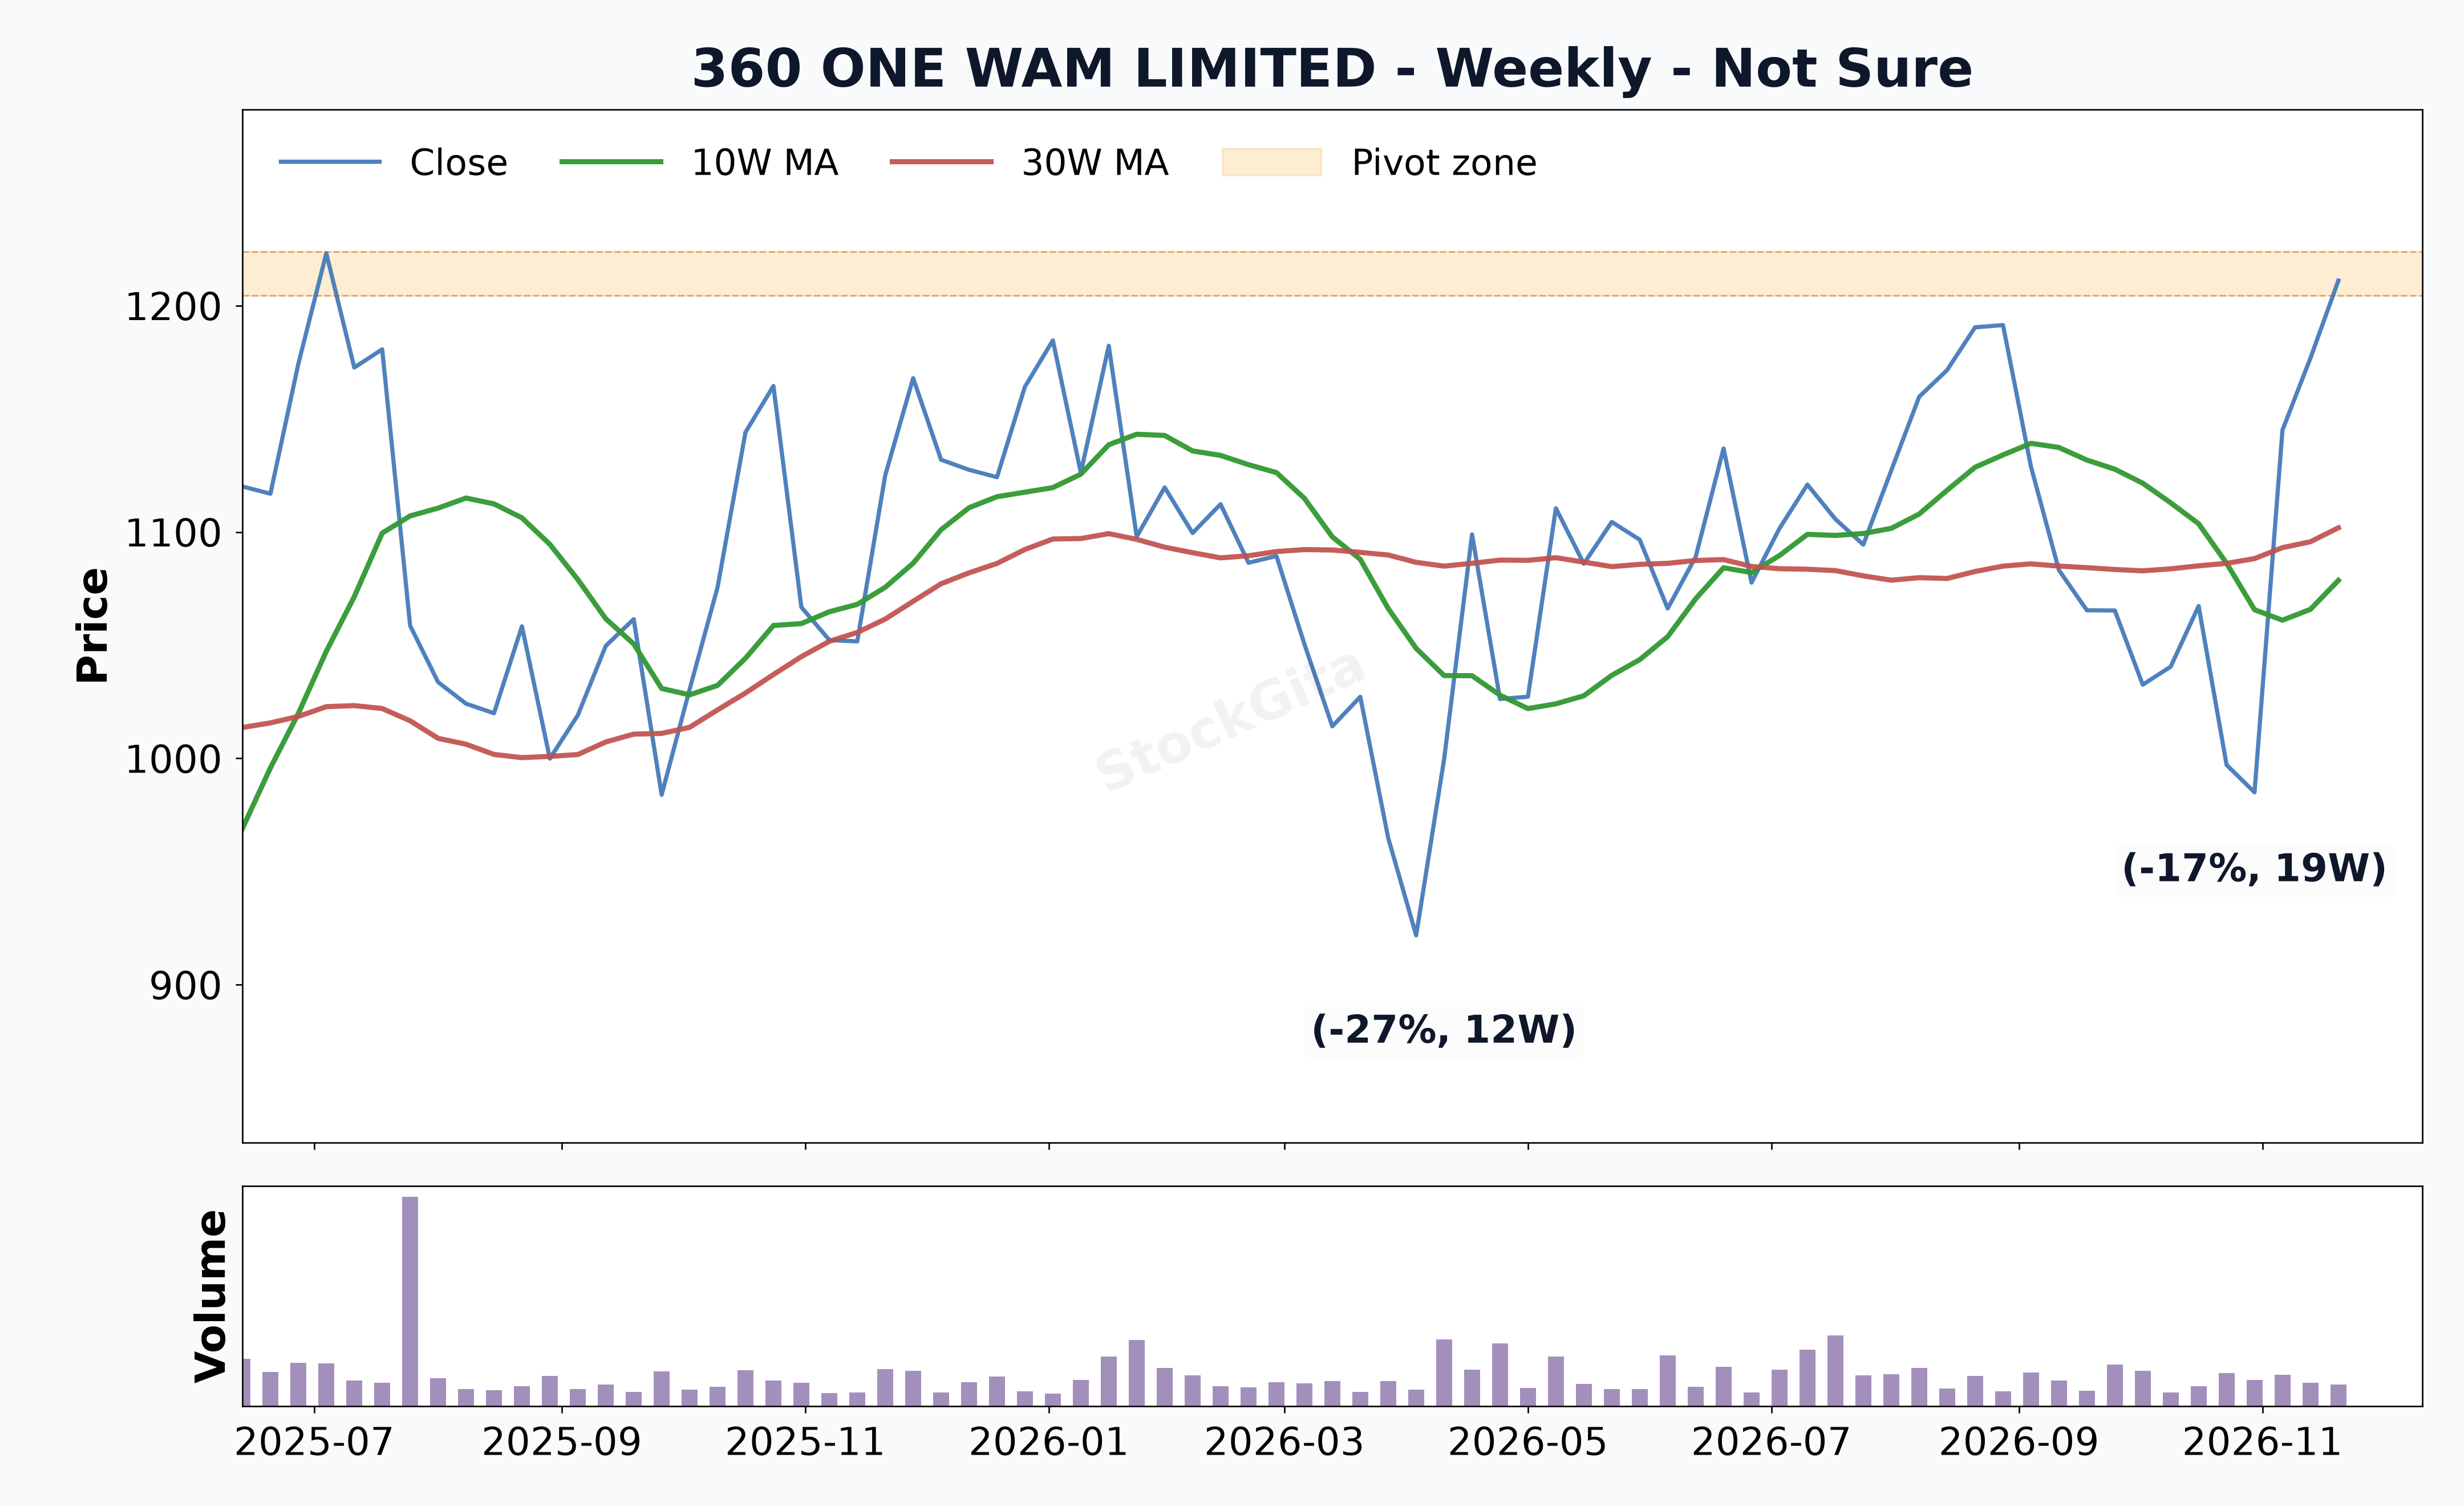 360 ONE WAM LIMITED - Weekly - Not Sure
Close 10W MA 30W MA Pivot zone
Price
1200
1100
1000
900
StockGita
(-17%, 19W)
(-27%, 12W)
Volume
2025-07 2025-09 2025-11 2026-01 2026-03 2026-05 2026-07 2026-09 2026-11